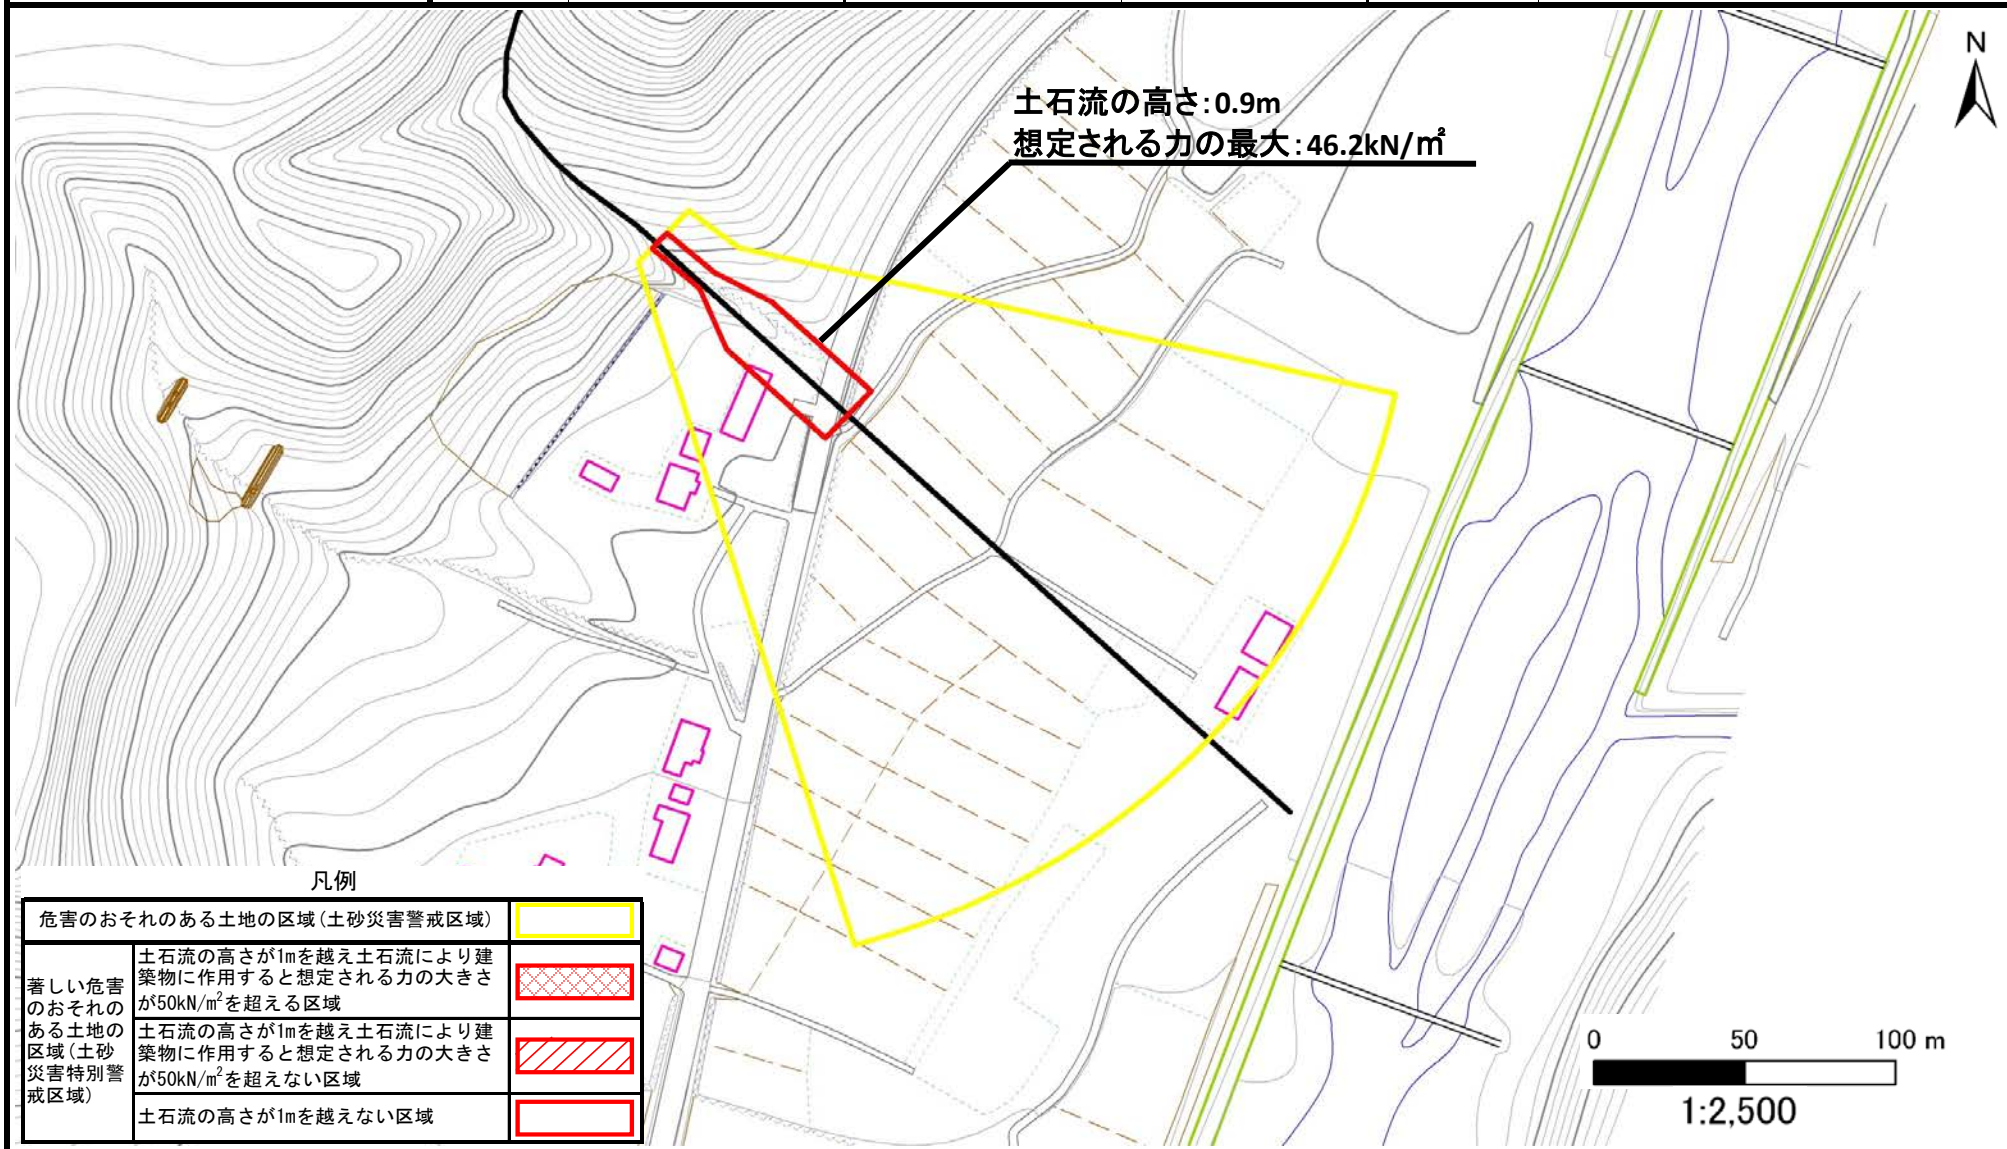 N
土石流の高さ:0.9m
想定される力の最大:46.2kN/㎡
凡例
危害のおそれのある土地の区域(土砂災害警戒区域)
著しい危害
のおそれの
ある土地の
区域(土砂
災害特別警
戒区域)
土石流の高さが1mを越え土石流により建
築物に作用すると想定される力の大きさ
が50kN/m²を超える区域
土石流の高さが1mを越え土石流により建
築物に作用すると想定される力の大きさ
が50kN/m²を超えない区域
土石流の高さが1mを越えない区域
0 50 100 m
1:2,500